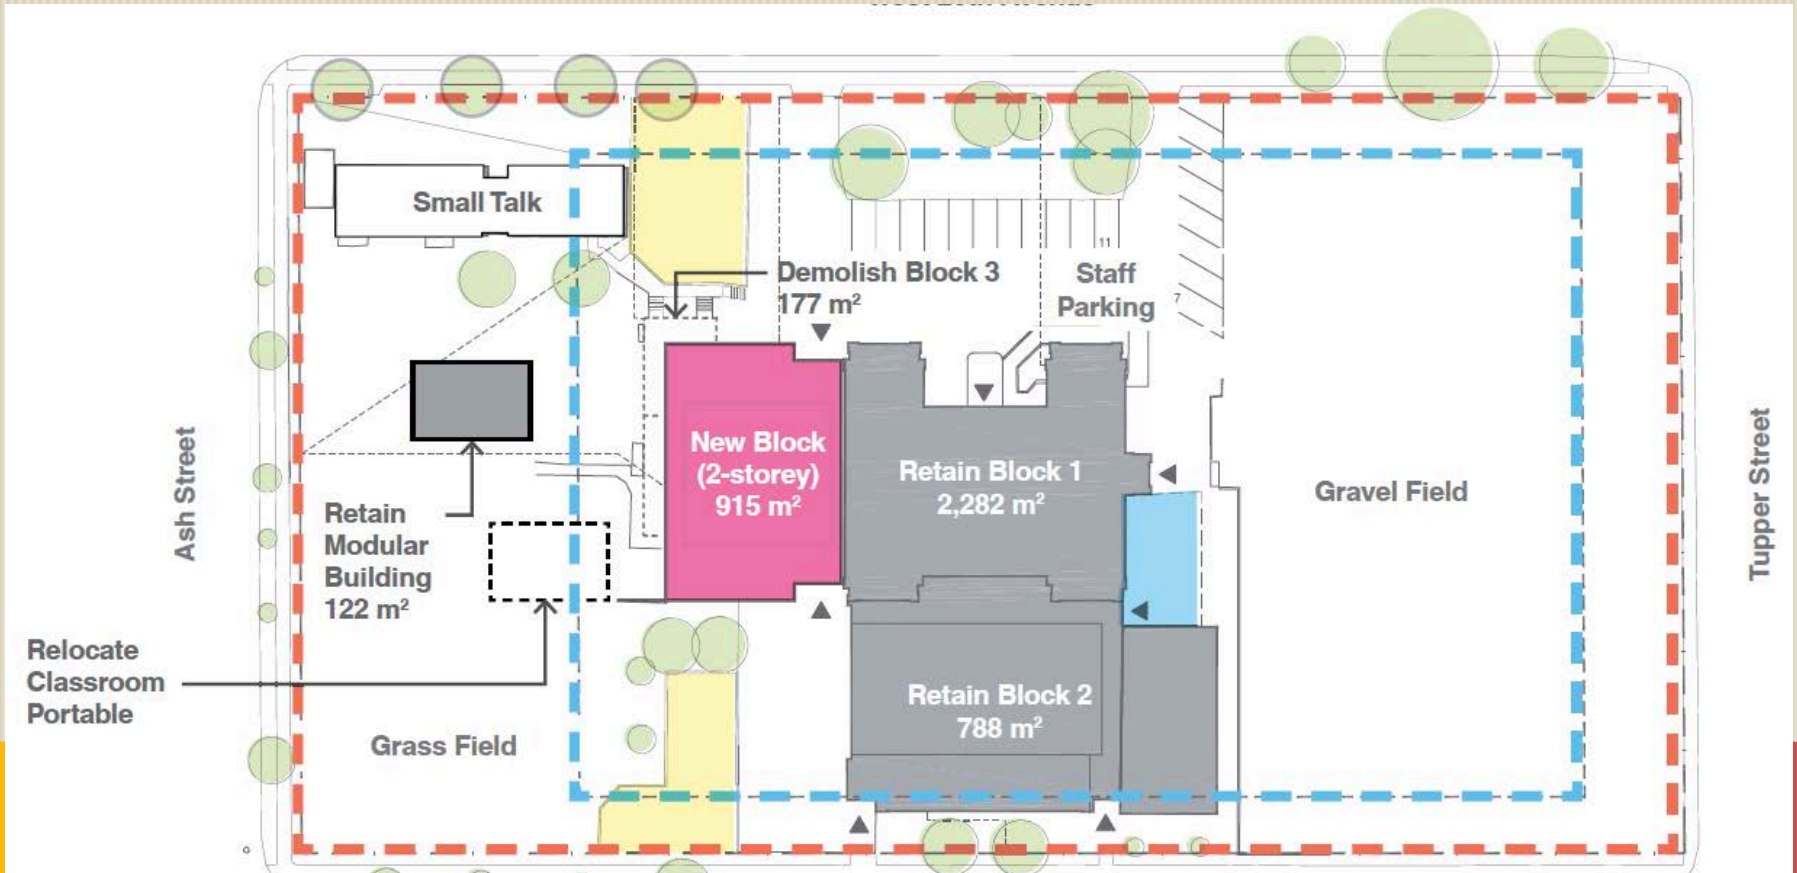 Small Talk
Demolish Block 3
177 m²
11
Staff
Parking
7
New Block
(2-storey)
915 m²
Retain Block 1
2,282 m²
Gravel Field
Ash Street
Tupper Street
Retain
Modular
Building
122 m²
Relocate
Classroom
Portable
Retain Block 2
788 m²
Grass Field